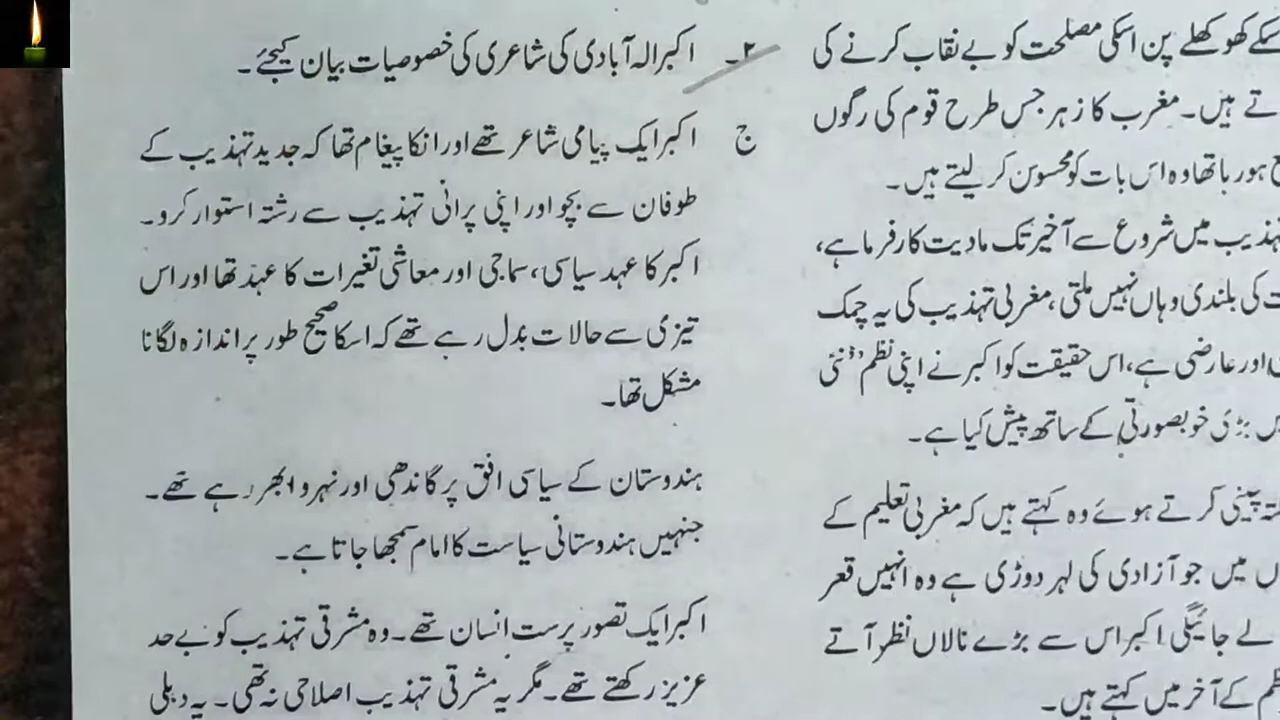 سکے کھوکھلے پن اسکی مصلحت کو بے نقاب کرنے کی
تے ہیں۔ مغرب کا زہر جس طرح قوم کی رگوں
ہورہا تھا وہ اس بات کو محسوس کر لیتے ہیں۔
ہذیب میں شروع سے آخیر تک مادیت کارفرما ہے،
ت کی بلندی وہاں نہیں ملتی، مغربی تہذیب کی یہ چمک
اور عارضی ہے، اس حقیقت کو اکبر نے اپنی نظم ”نئی
بڑی خوبصورتی کے ساتھ پیش کیا ہے۔
تہ چینی کرتے ہوئے وہ کہتے ہیں کہ مغربی تعلیم کے
ں میں جو آزادی کی لہر دوڑی ہے وہ انہیں قعر
لے جائیگی اکبر اس سے بڑے نالاں نظر آتے
ظم کے آخر میں کہتے ہیں۔
۲۔ اکبرالہ آبادی کی شاعری کی خصوصیات بیان کیجئے۔
ج اکبر ایک پیامی شاعر تھے اور انکا پیغام تھا کہ جدید تہذیب کے
طوفان سے بچو اور اپنی پرانی تہذیب سے رشتہ استوار کرو۔
اکبر کا عہد سیاسی، سماجی اور معاشی تغیرات کا عہد تھا اور اس
تیزی سے حالات بدل رہے تھے کہ اسکا صحیح طور پر اندازہ لگانا
مشکل تھا۔
ہندوستان کے سیاسی افق پر گاندھی اور نہرو ابھر رہے تھے۔
جنہیں ہندوستانی سیاست کا امام سمجھا جاتا ہے۔
اکبر ایک تصور پرست انسان تھے۔ وہ مشرقی تہذیب کو بے حد
عزیز رکھتے تھے۔ مگر یہ مشرقی تہذیب اصلاحی نہ تھی۔ یہ دہلی